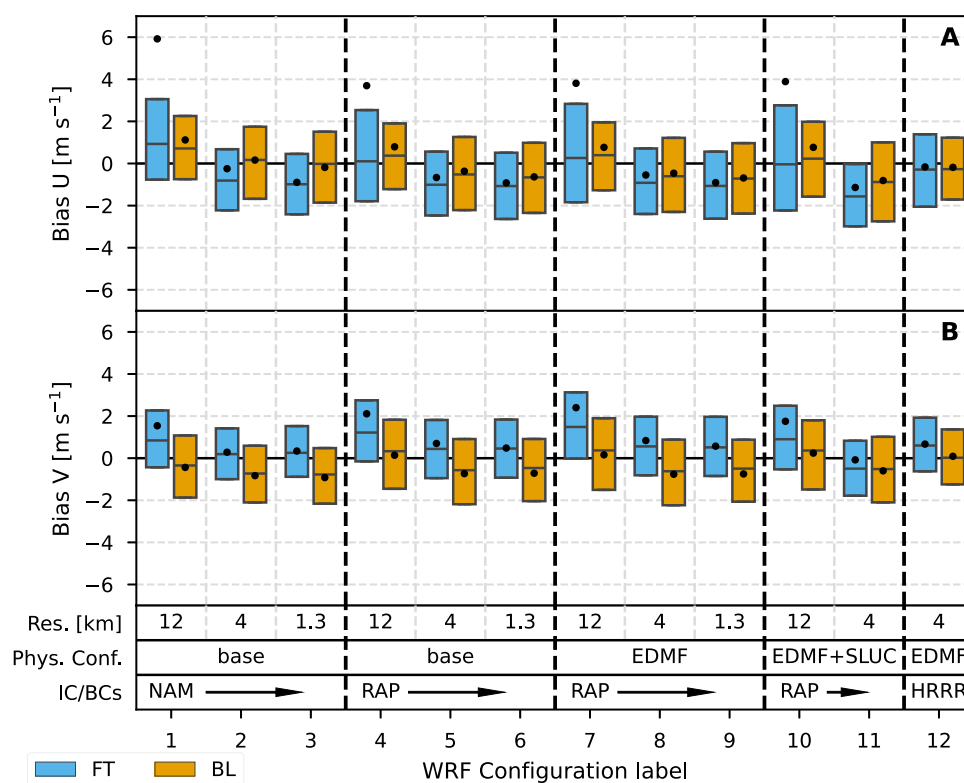 A
6
4
2
0
−2
−4
−6
Bias U [m s⁻¹]
B
6
4
2
0
−2
−4
−6
Bias V [m s⁻¹]
Res. [km] 12 4 1.3 12 4 1.3 12 4 1.3 12 4 4
Phys. Conf. base base EDMF EDMF+SLUC EDMF
IC/BCs NAM RAP RAP RAP HRRR
1 2 3 4 5 6 7 8 9 10 11 12
FT BL WRF Configuration label